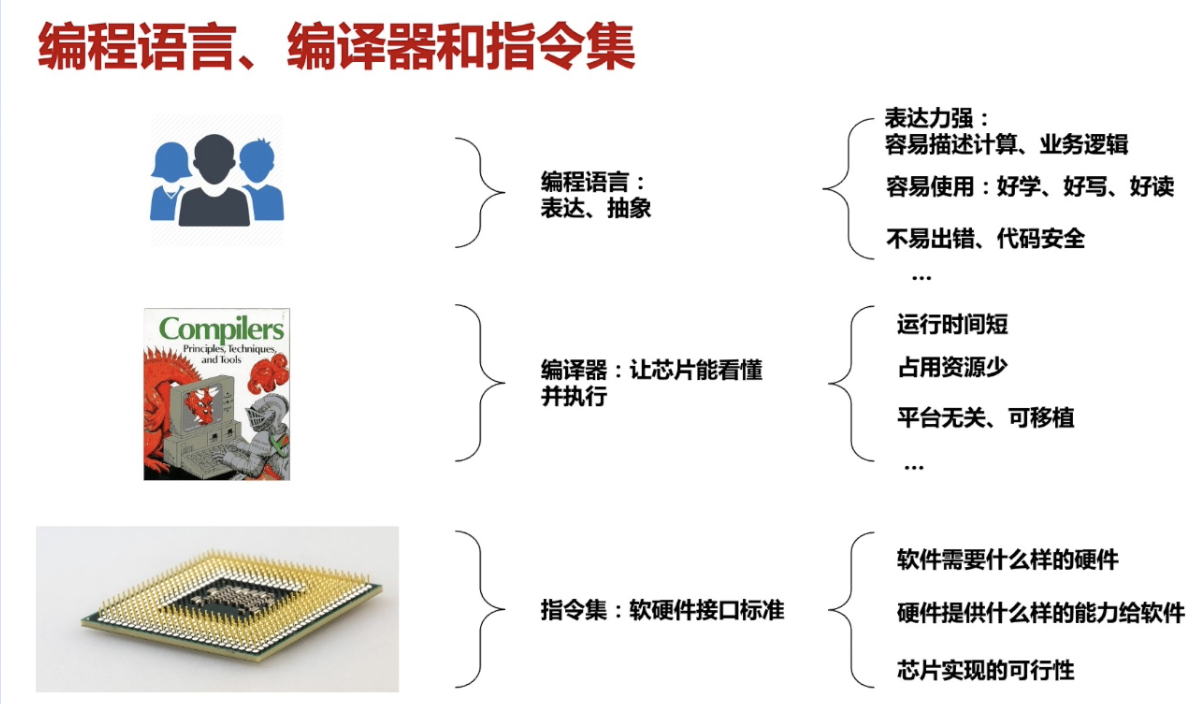 编程语言、编译器和指令集
表达力强：
容易描述计算、业务逻辑
编程语言：
表达、抽象
容易使用：好学、好写、好读
不易出错、代码安全
...
Compilers
Principles, Techniques,
and Tools
编译器：让芯片能看懂
并执行
运行时间短
占用资源少
平台无关、可移植
...
指令集：软硬件接口标准
软件需要什么样的硬件
硬件提供什么样的能力给软件
芯片实现的可行性